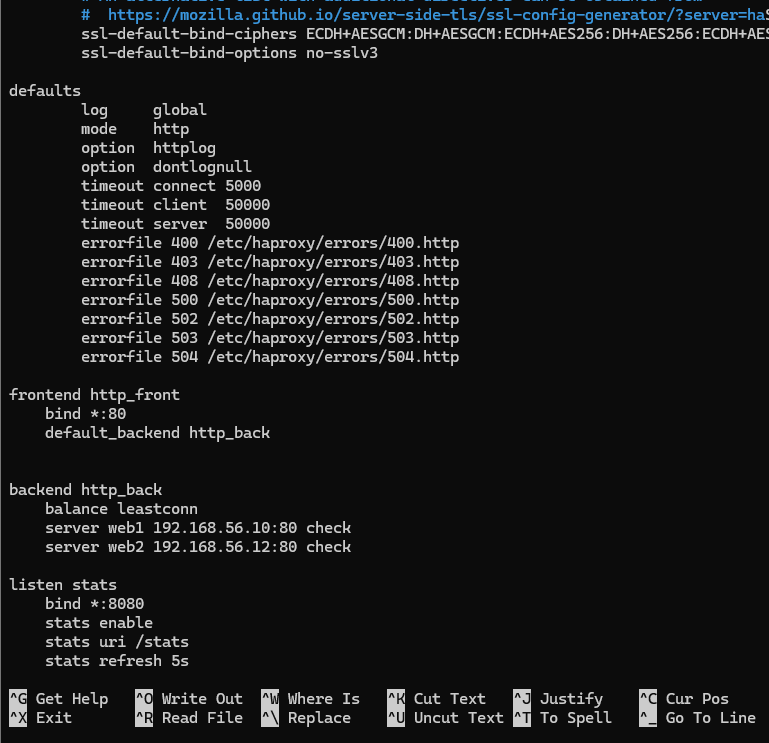 #  https://mozilla.github.io/server-side-tls/ssl-config-generator/?server=ha$
ssl-default-bind-ciphers ECDH+AESGCM:DH+AESGCM:ECDH+AES256:DH+AES256:ECDH+AES
ssl-default-bind-options no-sslv3
defaults
log     global
mode    http
option  httplog
option  dontlognull
timeout connect 5000
timeout client  50000
timeout server  50000
errorfile 400 /etc/haproxy/errors/400.http
errorfile 403 /etc/haproxy/errors/403.http
errorfile 408 /etc/haproxy/errors/408.http
errorfile 500 /etc/haproxy/errors/500.http
errorfile 502 /etc/haproxy/errors/502.http
errorfile 503 /etc/haproxy/errors/503.http
errorfile 504 /etc/haproxy/errors/504.http
frontend http_front
bind *:80
default_backend http_back
backend http_back
balance leastconn
server web1 192.168.56.10:80 check
server web2 192.168.56.12:80 check
listen stats
bind *:8080
stats enable
stats uri /stats
stats refresh 5s
^G Get Help   ^O Write Out  ^W Where Is   ^K Cut Text   ^J Justify    ^C Cur Pos
^X Exit       ^R Read File  ^\ Replace    ^U Uncut Text ^T To Spell   ^_ Go To Line